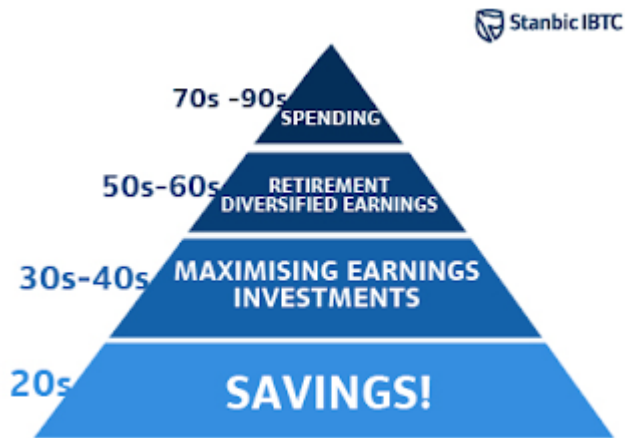 Stanbic IBTC
70s -90s
SPENDING
50s-60s
RETIREMENT
DIVERSIFIED EARNINGS
30s-40s
MAXIMISING EARNINGS
INVESTMENTS
20s
SAVINGS!